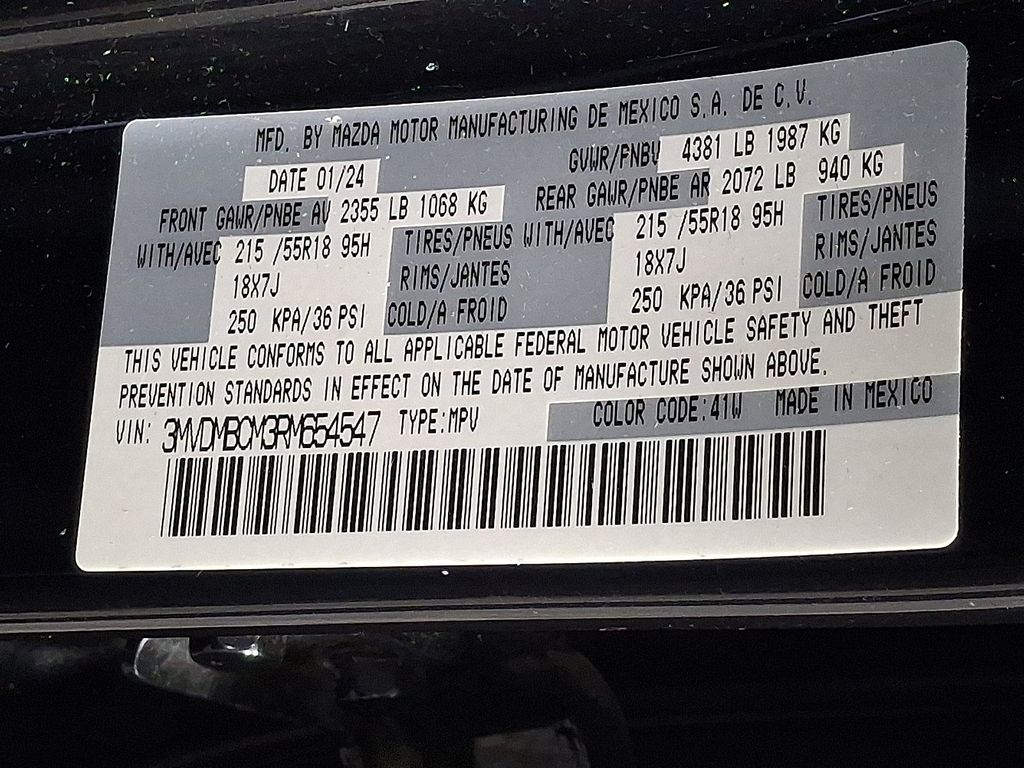 MFD. BY MAZDA MOTOR MANUFACTURING DE MEXICO S.A. DE C.V.
DATE 01/24 GVWR/PNBV 4381 LB 1987 KG
FRONT GAWR/PNBE AV 2355 LB 1068 KG REAR GAWR/PNBE AR 2072 LB 940 KG
WITH/AVEC 215 /55R18 95H TIRES/PNEUS WITH/AVEC 215 /55R18 95H TIRES/PNEUS
18X7J RIMS/JANTES 18X7J RIMS/JANTES
250 KPA/36 PSI COLD/A FROID 250 KPA/36 PSI COLD/A FROID
THIS VEHICLE CONFORMS TO ALL APPLICABLE FEDERAL MOTOR VEHICLE SAFETY AND THEFT
PREVENTION STANDARDS IN EFFECT ON THE DATE OF MANUFACTURE SHOWN ABOVE.
VIN: 3MVDMBCM3RM654547 TYPE:MPV COLOR CODE:41W MADE IN MEXICO